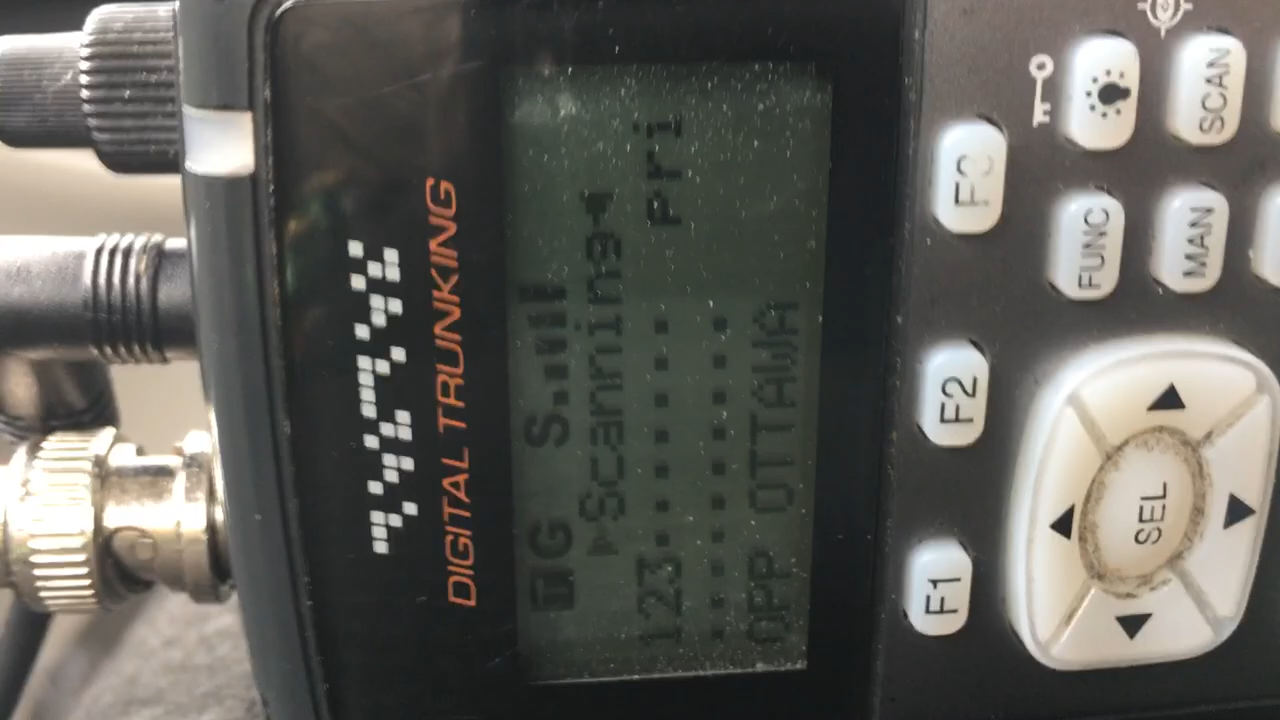 DIGITAL TRUNKING
T G S
►Scanning◄
123....... Pri
..........
OPP OTTAWA
F1 F2 F3
FUNC
MAN SCAN
SEL